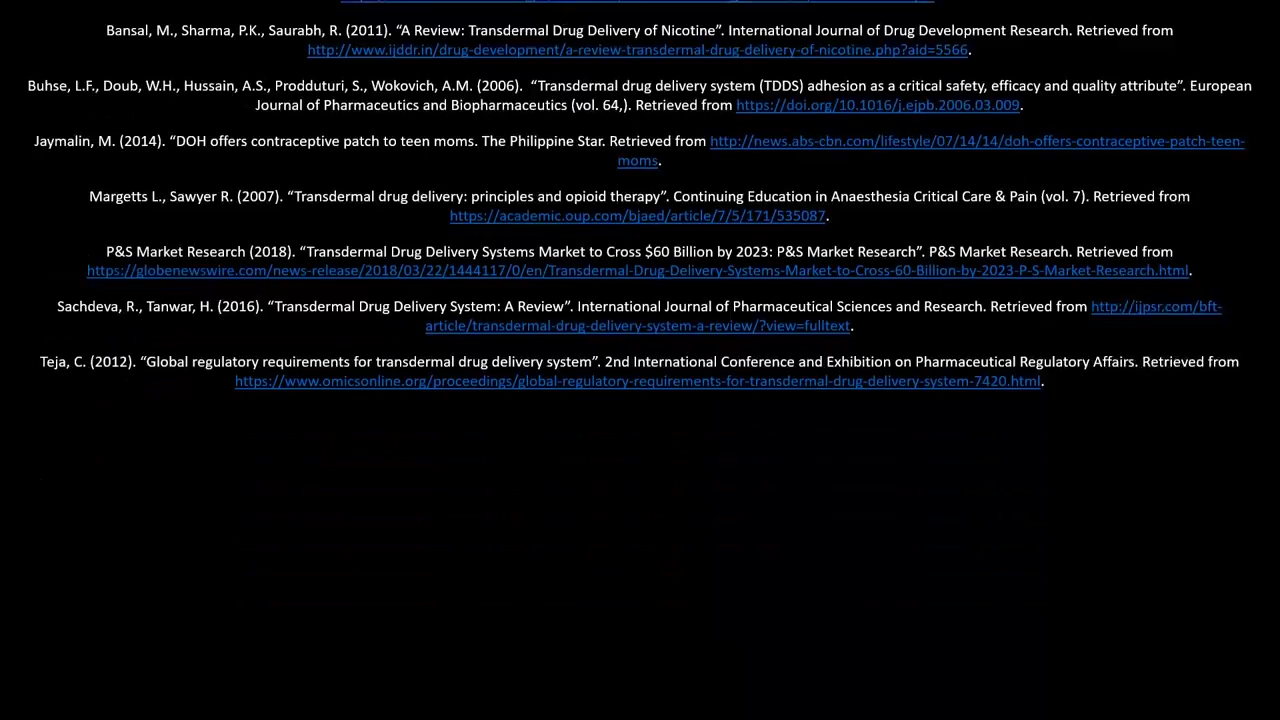 Bansal, M., Sharma, P.K., Saurabh, R. (2011). “A Review: Transdermal Drug Delivery of Nicotine”. International Journal of Drug Development Research. Retrieved from
http://www.ijddr.in/drug-development/a-review-transdermal-drug-delivery-of-nicotine.php?aid=5566.
Buhse, L.F., Doub, W.H., Hussain, A.S., Prodduturi, S., Wokovich, A.M. (2006).  “Transdermal drug delivery system (TDDS) adhesion as a critical safety, efficacy and quality attribute”. European
Journal of Pharmaceutics and Biopharmaceutics (vol. 64,). Retrieved from https://doi.org/10.1016/j.ejpb.2006.03.009.
Jaymalin, M. (2014). “DOH offers contraceptive patch to teen moms. The Philippine Star. Retrieved from http://news.abs-cbn.com/lifestyle/07/14/14/doh-offers-contraceptive-patch-teen-
moms.
Margetts L., Sawyer R. (2007). “Transdermal drug delivery: principles and opioid therapy”. Continuing Education in Anaesthesia Critical Care & Pain (vol. 7). Retrieved from
https://academic.oup.com/bjaed/article/7/5/171/535087.
P&S Market Research (2018). “Transdermal Drug Delivery Systems Market to Cross $60 Billion by 2023: P&S Market Research”. P&S Market Research. Retrieved from
https://globenewswire.com/news-release/2018/03/22/1444117/0/en/Transdermal-Drug-Delivery-Systems-Market-to-Cross-60-Billion-by-2023-P-S-Market-Research.html.
Sachdeva, R., Tanwar, H. (2016). “Transdermal Drug Delivery System: A Review”. International Journal of Pharmaceutical Sciences and Research. Retrieved from http://ijpsr.com/bft-
article/transdermal-drug-delivery-system-a-review/?view=fulltext.
Teja, C. (2012). “Global regulatory requirements for transdermal drug delivery system”. 2nd International Conference and Exhibition on Pharmaceutical Regulatory Affairs. Retrieved from
https://www.omicsonline.org/proceedings/global-regulatory-requirements-for-transdermal-drug-delivery-system-7420.html.